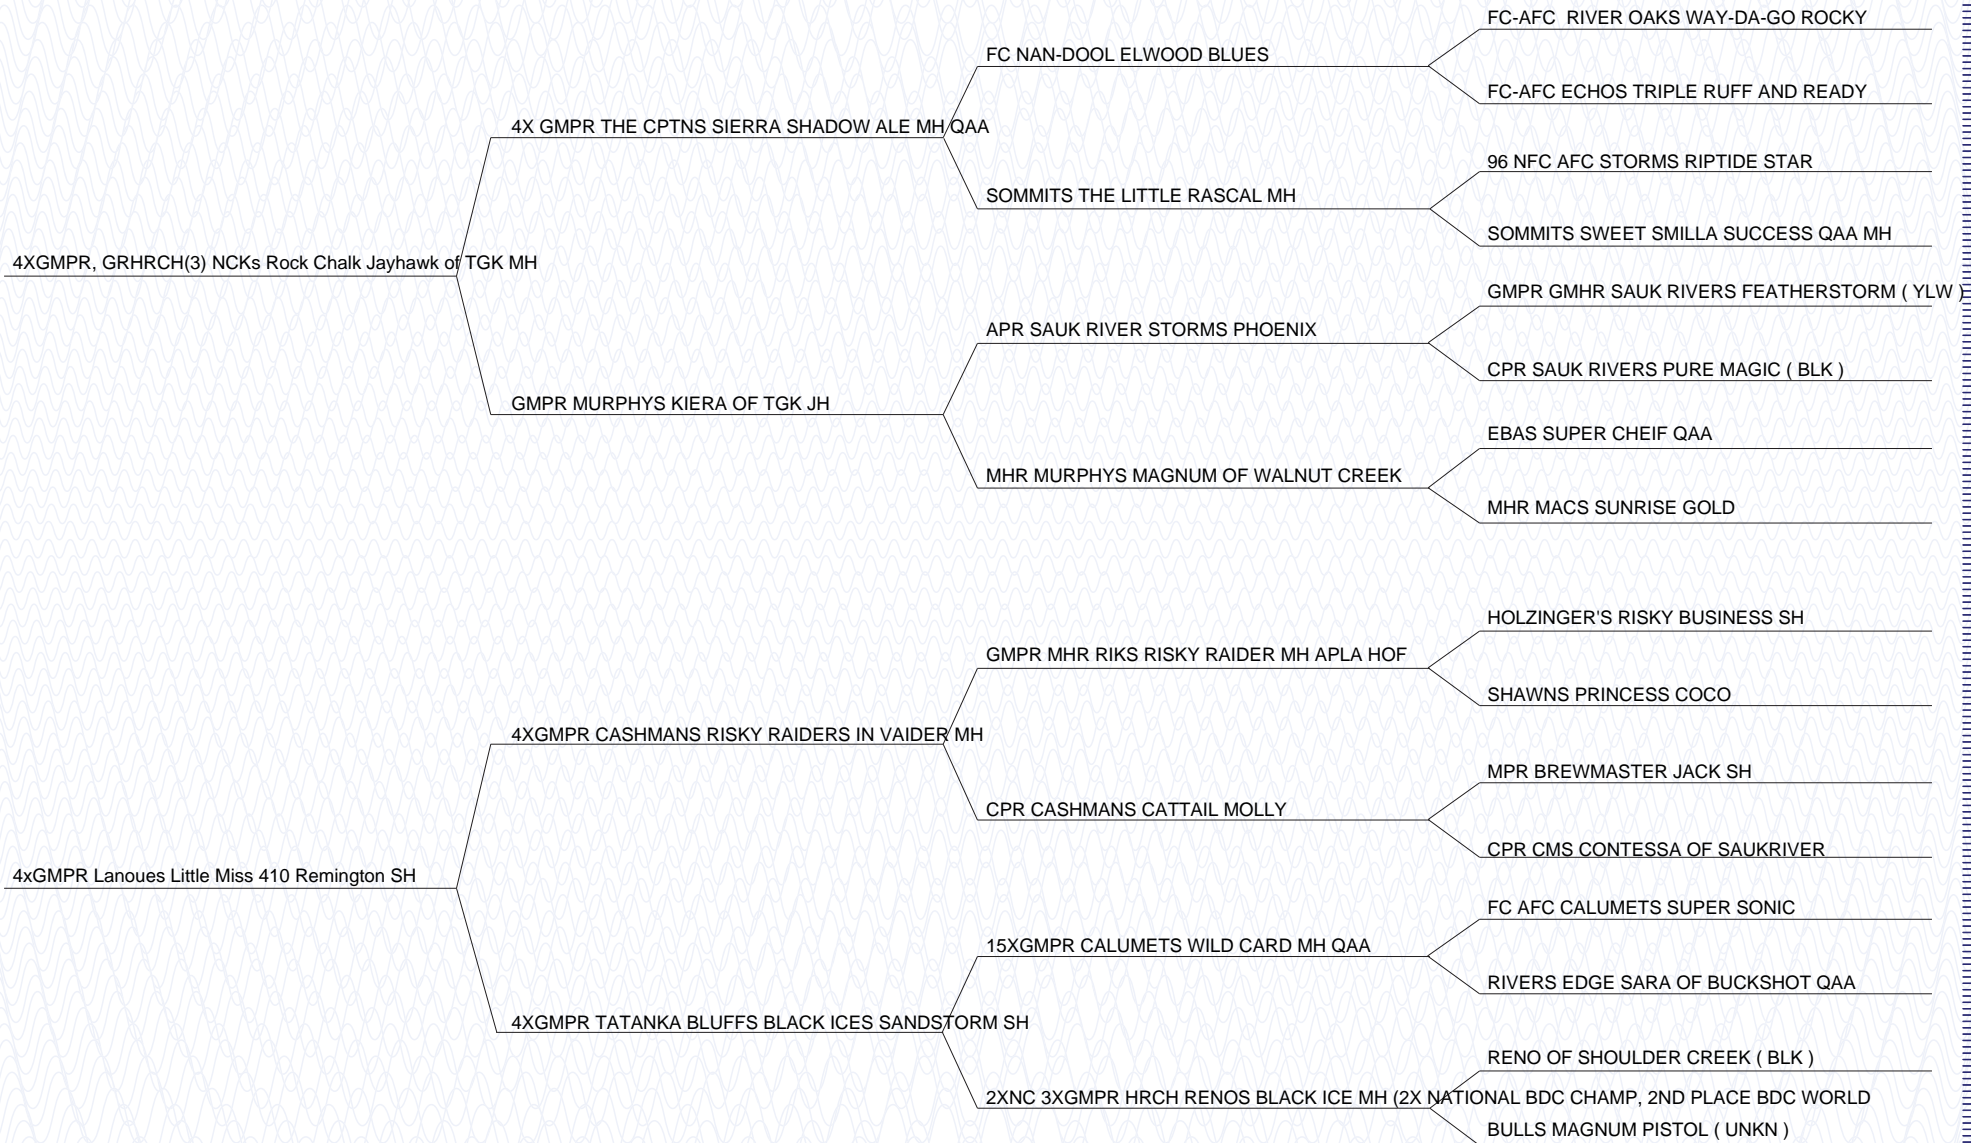 FC-AFC  RIVER OAKS WAY-DA-GO ROCKY
FC NAN-DOOL ELWOOD BLUES
FC-AFC ECHOS TRIPLE RUFF AND READY
4X GMPR THE CPTNS SIERRA SHADOW ALE MH QAA
96 NFC AFC STORMS RIPTIDE STAR
SOMMITS THE LITTLE RASCAL MH
SOMMITS SWEET SMILLA SUCCESS QAA MH
4XGMPR, GRHRCH(3) NCKs Rock Chalk Jayhawk of TGK MH
GMPR GMHR SAUK RIVERS FEATHERSTORM ( YLW )
APR SAUK RIVER STORMS PHOENIX
CPR SAUK RIVERS PURE MAGIC ( BLK )
GMPR MURPHYS KIERA OF TGK JH
EBAS SUPER CHEIF QAA
MHR MURPHYS MAGNUM OF WALNUT CREEK
MHR MACS SUNRISE GOLD
HOLZINGER'S RISKY BUSINESS SH
GMPR MHR RIKS RISKY RAIDER MH APLA HOF
SHAWNS PRINCESS COCO
4XGMPR CASHMANS RISKY RAIDERS IN VAIDER MH
MPR BREWMASTER JACK SH
CPR CASHMANS CATTAIL MOLLY
CPR CMS CONTESSA OF SAUKRIVER
4xGMPR Lanoues Little Miss 410 Remington SH
FC AFC CALUMETS SUPER SONIC
15XGMPR CALUMETS WILD CARD MH QAA
RIVERS EDGE SARA OF BUCKSHOT QAA
4XGMPR TATANKA BLUFFS BLACK ICES SANDSTORM SH
RENO OF SHOULDER CREEK ( BLK )
2XNC 3XGMPR HRCH RENOS BLACK ICE MH (2X NATIONAL BDC CHAMP, 2ND PLACE BDC WORLD
BULLS MAGNUM PISTOL ( UNKN )